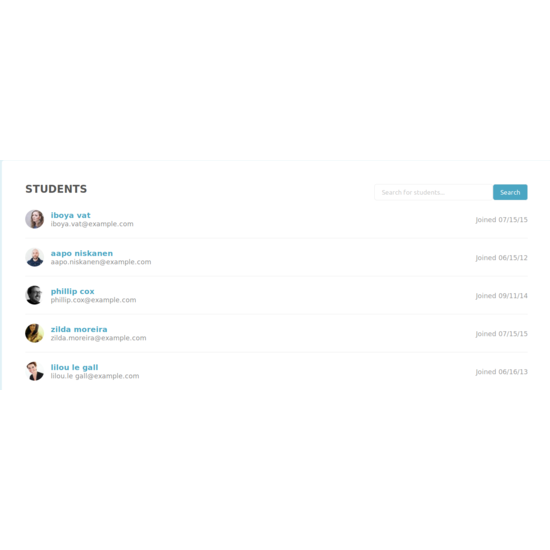 STUDENTS
Search for students...
Search
iboya vat
iboya.vat@example.com
Joined 07/15/15
aapo niskanen
aapo.niskanen@example.com
Joined 06/15/12
phillip cox
phillip.cox@example.com
Joined 09/11/14
zilda moreira
zilda.moreira@example.com
Joined 07/15/15
lilou le gall
lilou.le gall@example.com
Joined 06/16/13